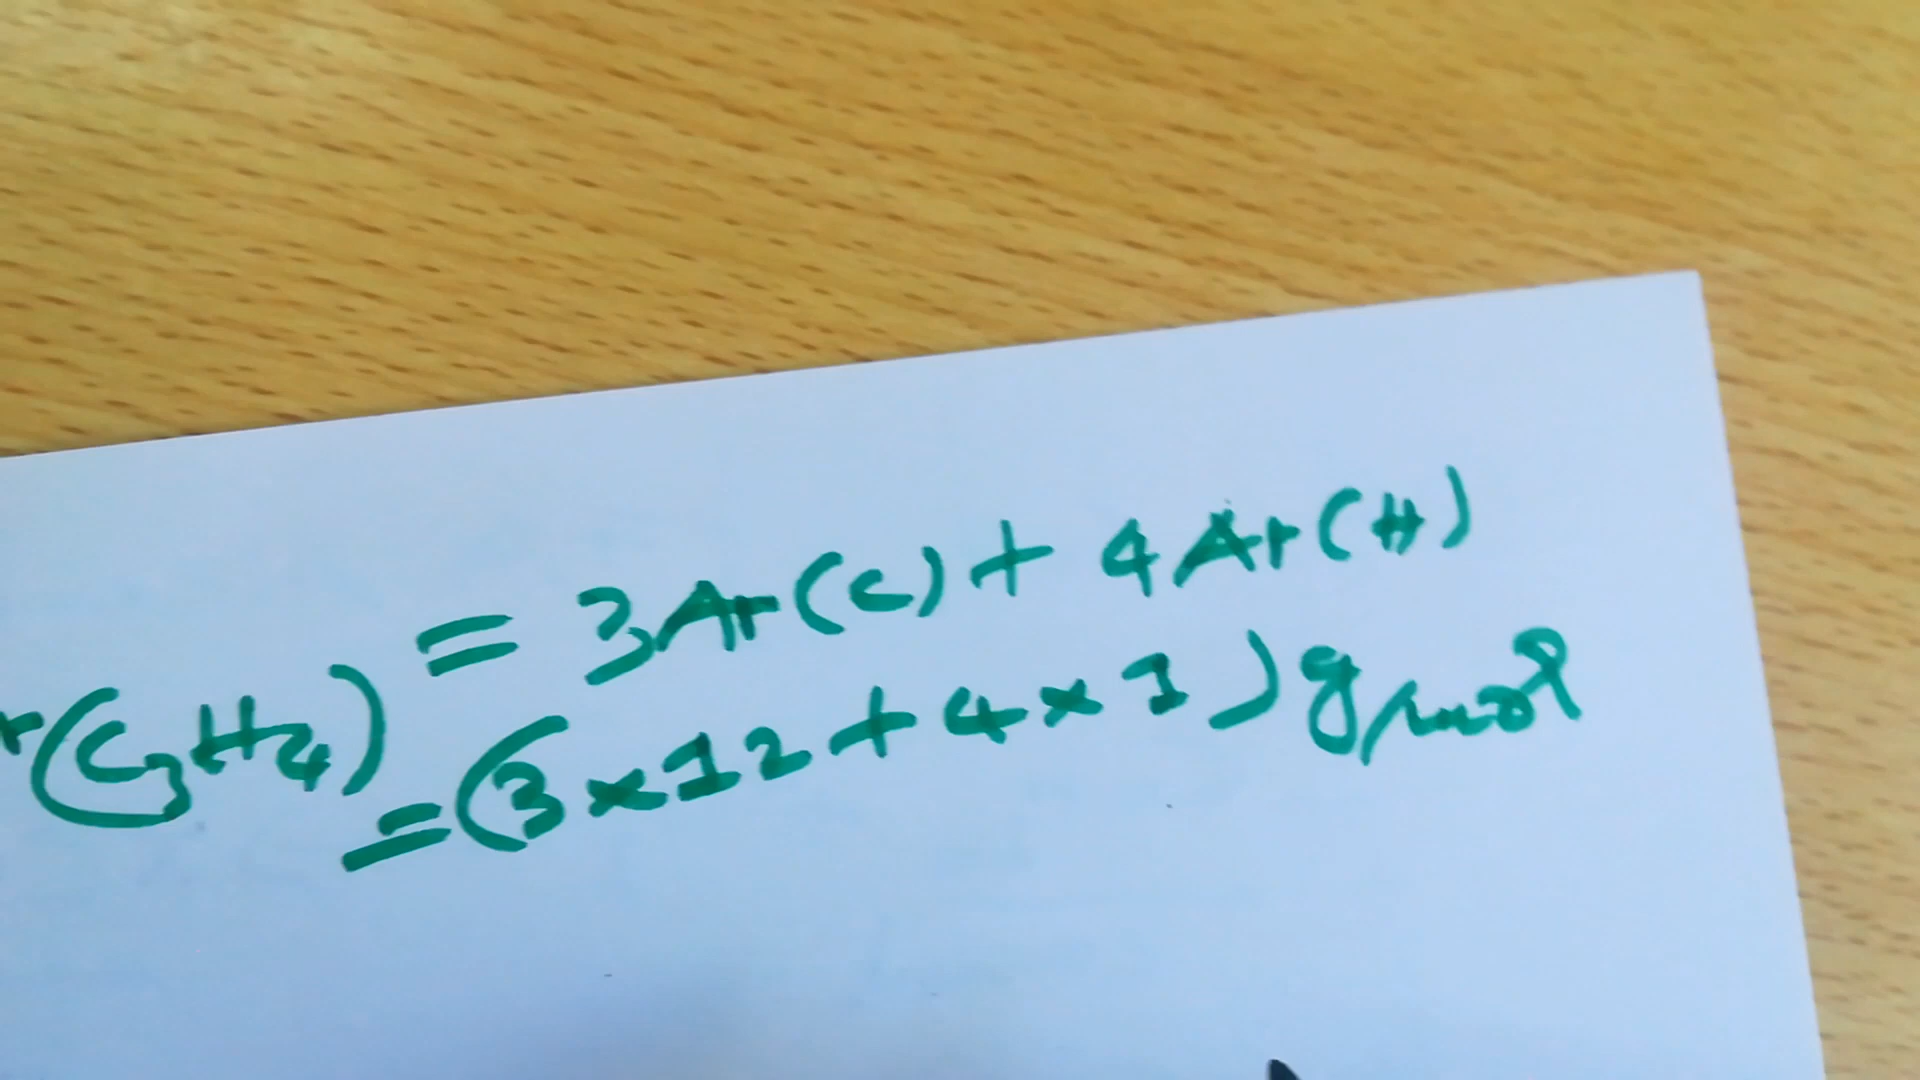 r(C₃H₄) = 3Ar(C) + 4Ar(H)
= (3 × 12 + 4 × 1) g/mol